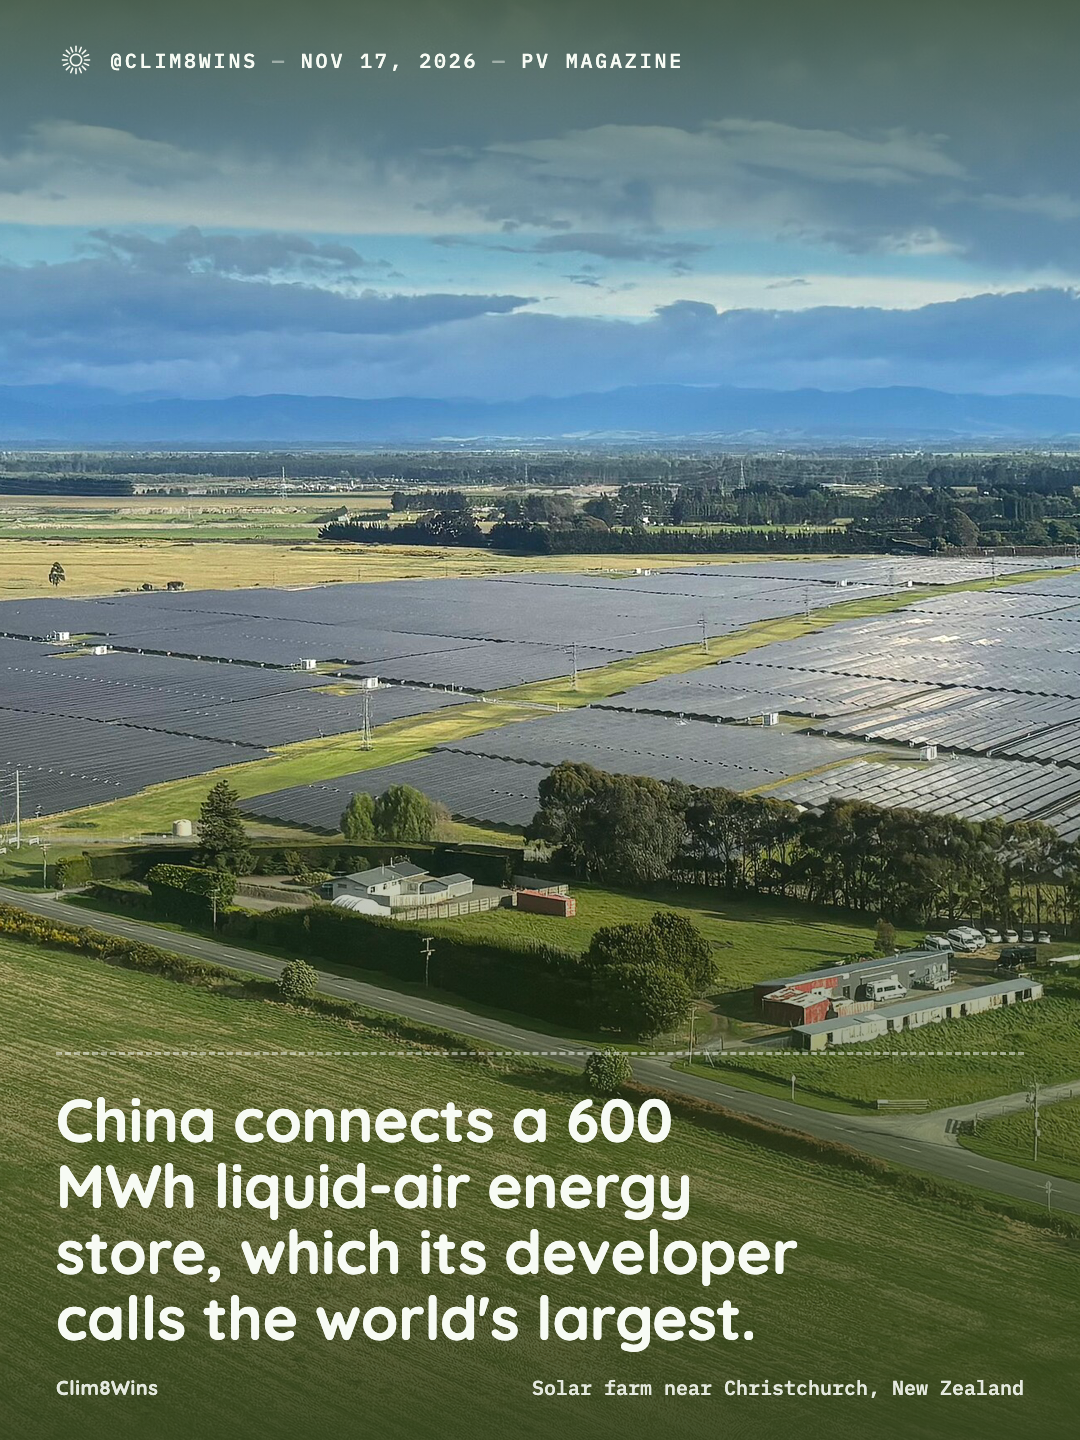 @CLIM8WINS — NOV 17, 2026 — PV MAGAZINE
China connects a 600
MWh liquid-air energy
store, which its developer
calls the world's largest.
Clim8Wins
Solar farm near Christchurch, New Zealand